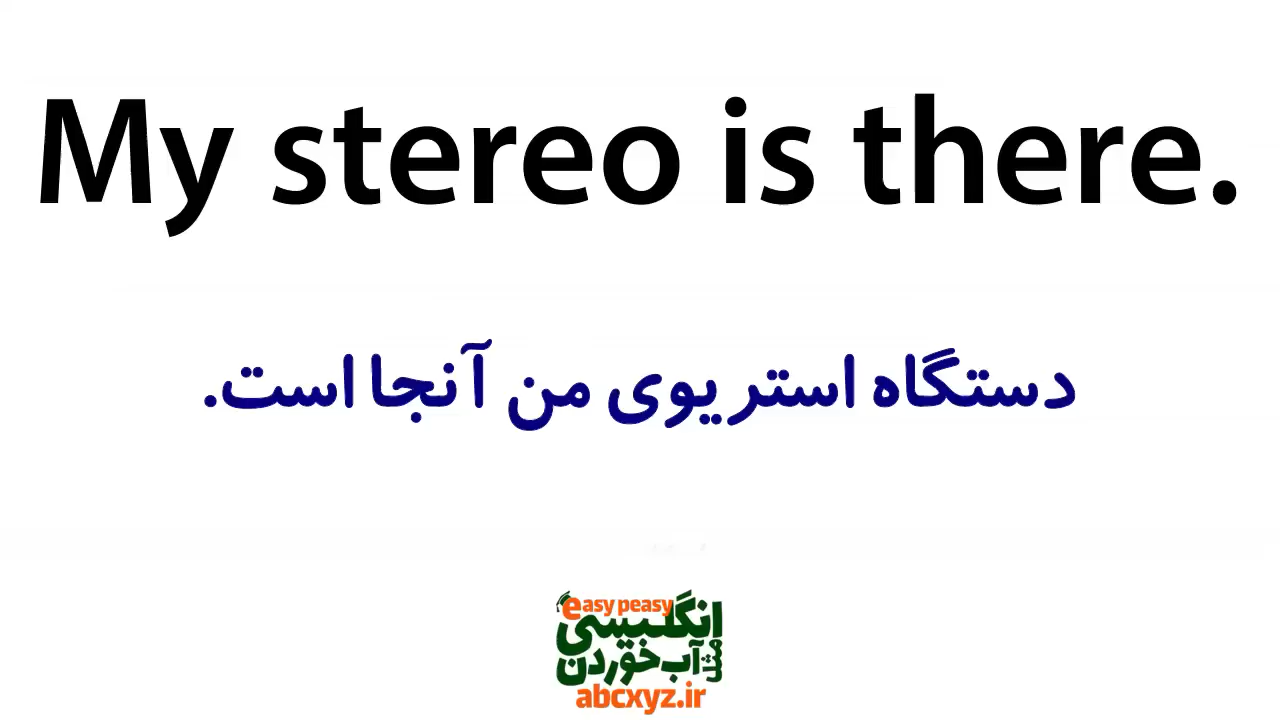 My stereo is there.
دستگاه استریوی من آنجا است.
easy peasy
انگلیسی
مثل آب خوردن
abcxyz.ir